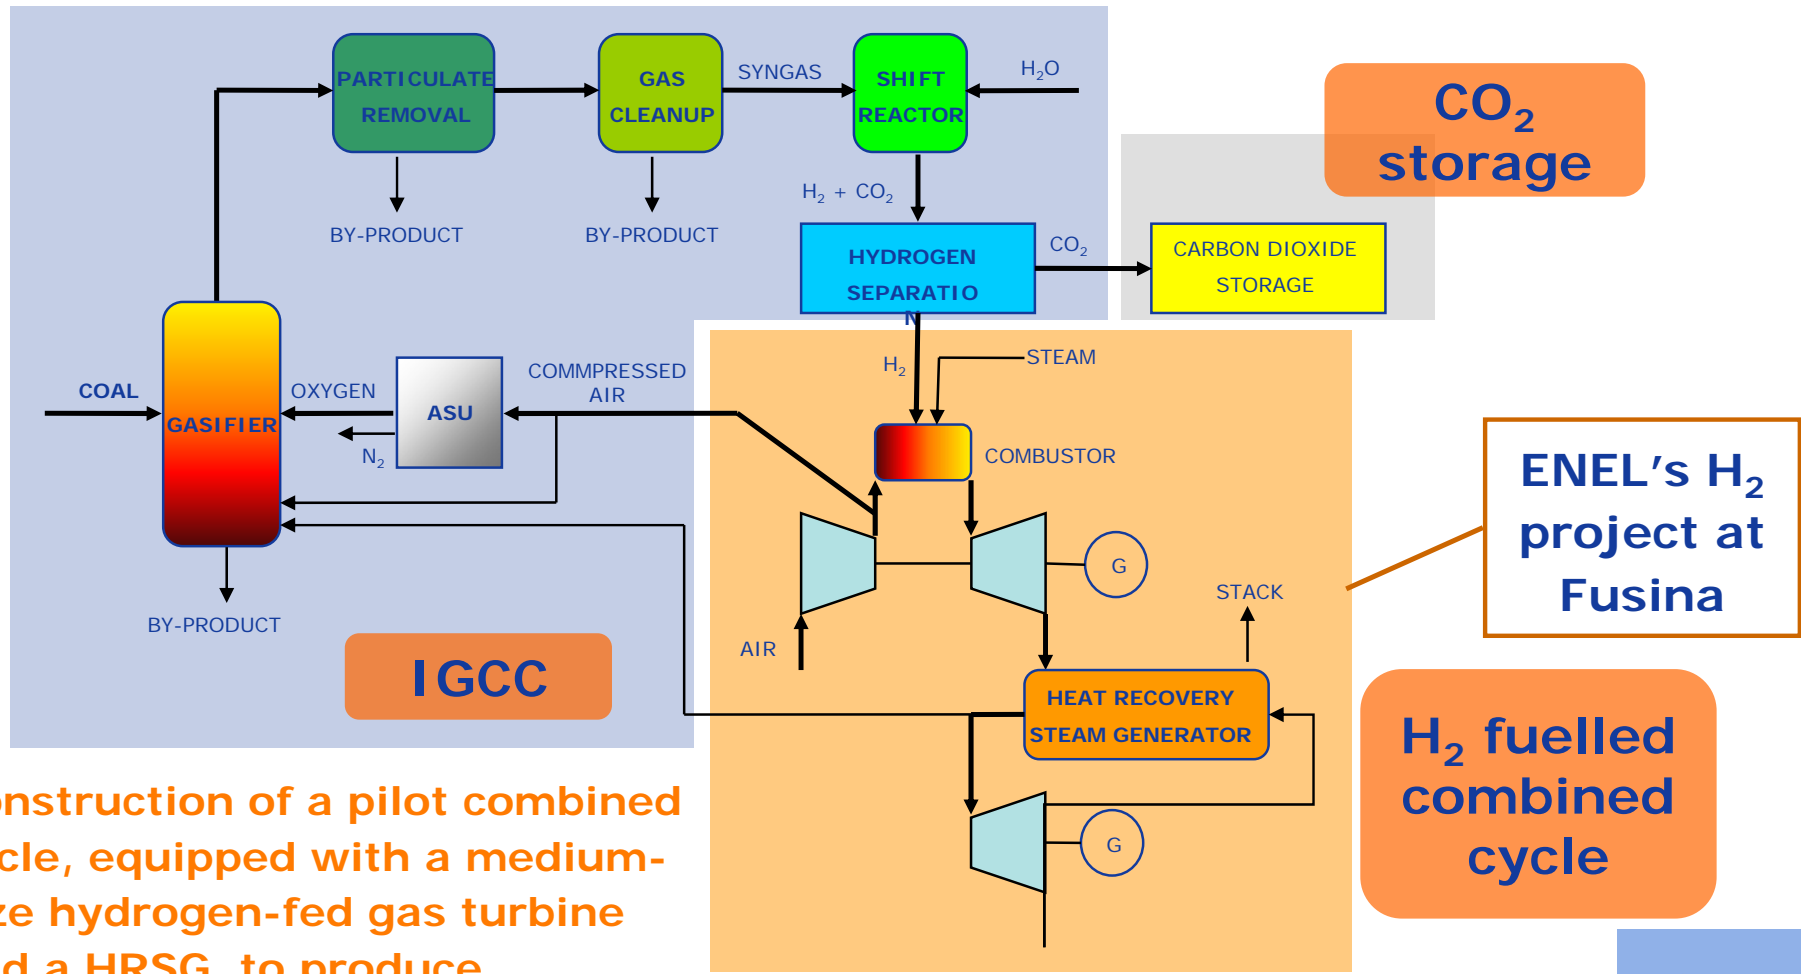 PARTICULATE
REMOVAL
GAS
CLEANUP
SYNGAS
SHIFT
REACTOR
H₂O
CO₂
storage
BY-PRODUCT
BY-PRODUCT
H₂ + CO₂
HYDROGEN
SEPARATIO
N
CO₂
CARBON DIOXIDE
STORAGE
COAL
GASIFIER
OXYGEN
ASU
N₂
COMMPRESSED
AIR
H₂
STEAM
COMBUSTOR
G
BY-PRODUCT
AIR
STACK
IGCC
HEAT RECOVERY
STEAM GENERATOR
G
ENEL's H₂
project at
Fusina
H₂ fuelled
combined
cycle
onstruction of a pilot combined
cle, equipped with a medium-
ze hydrogen-fed gas turbine
d a HRSG, to produce